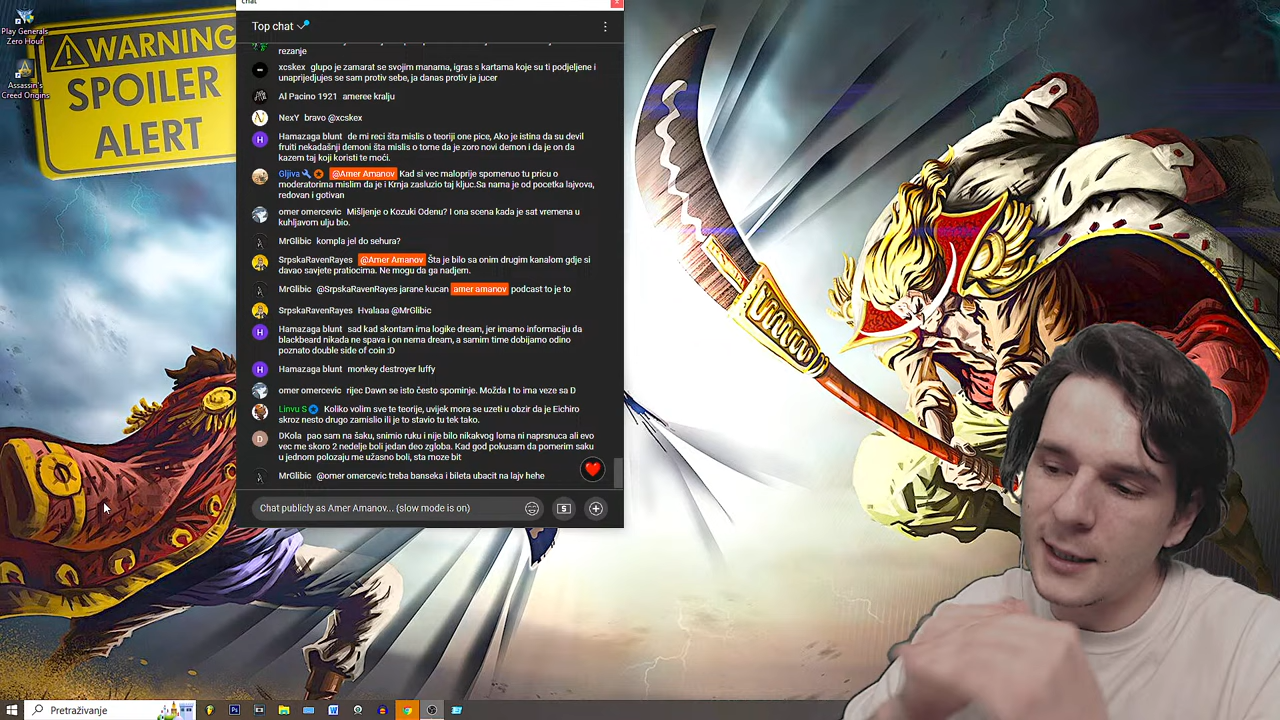 Play Generals
Zero Hour
Assassin's
Creed Origins
WARNING
SPOILER
ALERT
chat
Top chat
rezanje
xcskex glupo je zamarat se svojim manama, igras s kartama koje su ti podjeljene i
unaprijedjujes se sam protiv sebe, ja danas protiv ja jucer
Al Pacino 1921 ameree kralju
NexY bravo @xcskex
H
Hamazaga blunt de mi reci šta mislis o teoriji one pice, Ako je istina da su devil
fruiti nekadašnji demoni šta mislis o tome da je zoro novi demon i da je on da
kazem taj koji koristi te moči.
Gljiva @Amer Amanov Kad si vec maloprije spomenuo tu pricu o
moderatorima mislim da je i Krnja zasluzio taj kljuc.Sa nama je od pocetka lajvova,
redovan i gotivan
omer omercevic Mišljenje o Kozuki Odenu? I ona scena kada je sat vremena u
kuhljavom ulju bio.
MrGlibic kompla jel do sehura?
SrpskaRavenRayes @Amer Amanov Šta je bilo sa onim drugim kanalom gdje si
davao savjete pratiocima. Ne mogu da ga nadjem.
MrGlibic @SrpskaRavenRayes jarane kucan amer amanov podcast to je to
SrpskaRavenRayes Hvalaaa @MrGlibic
H
Hamazaga blunt sad kad skontam ima logike dream, jer imamo informaciju da
blackbeard nikada ne spava i on nema dream, a samim time dobijamo odino
poznato double side of coin :D
H
Hamazaga blunt monkey destroyer luffy
omer omercevic rijec Dawn se isto često spominje. Možda I to ima veze sa D
Linvu S Koliko volim sve te teorije, uvijek mora se uzeti u obzir da je Eichiro
skroz nesto drugo zamislio ili je to stavio tu tek tako.
D
DKola pao sam na šaku, snimio ruku i nije bilo nikakvog loma ni naprsnuca ali evo
vec me skoro 2 nedelje boli jedan deo zgloba. Kad god pokusam da pomerim saku
u jednom polozaju me užasno boli, sta moze bit
MrGlibic @omer omercevic treba banseka i bileta ubacit na lajv hehe
Chat publicly as Amer Amanov... (slow mode is on)
Pretraživanje